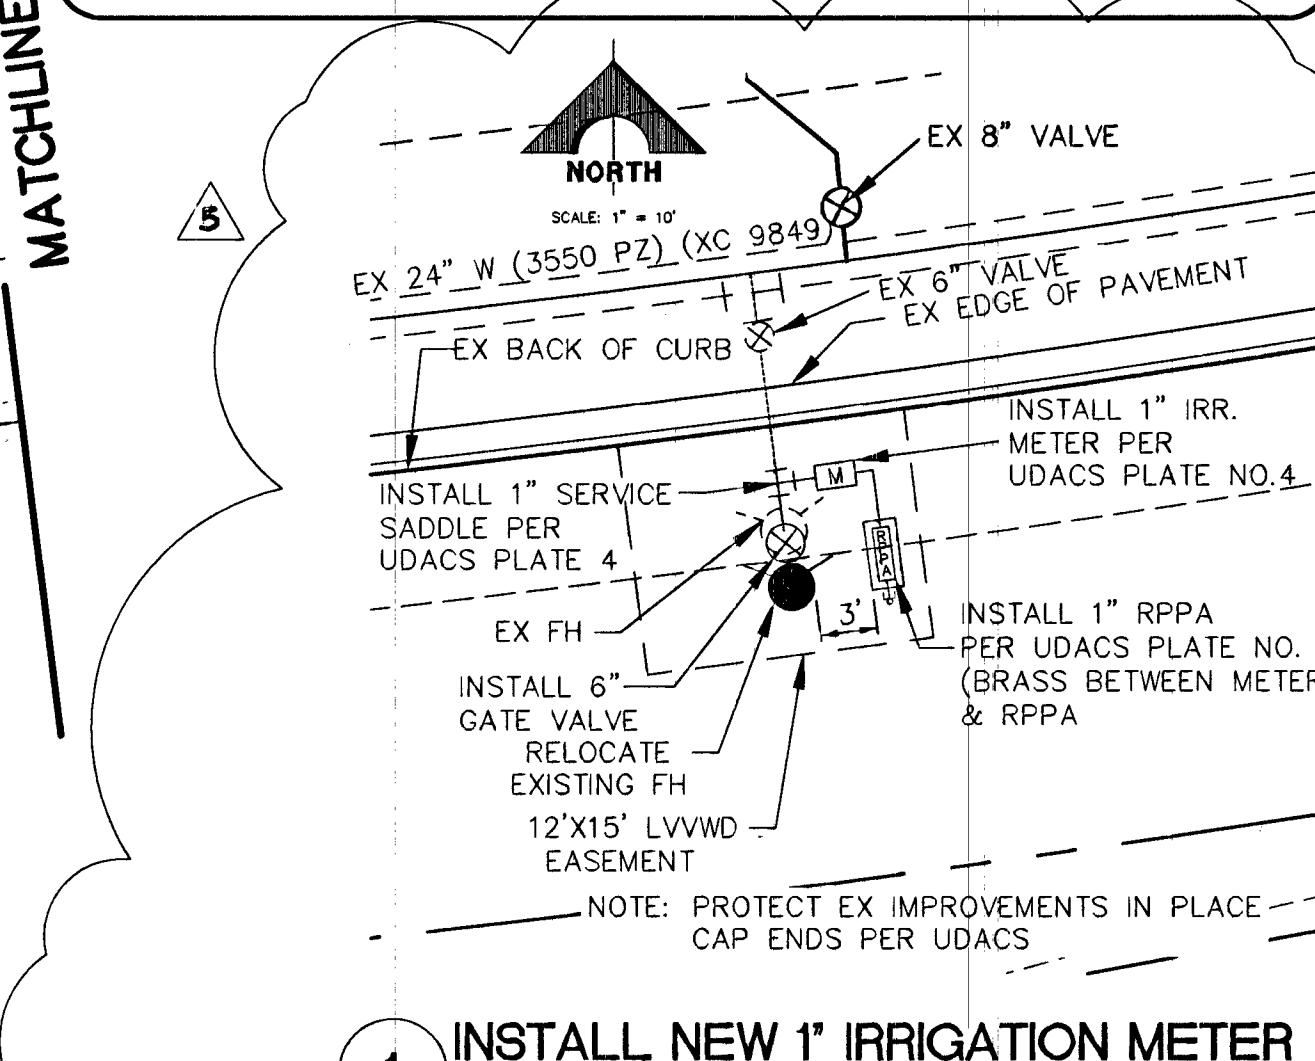 MATCHLINE
5
NORTH
SCALE: 1" = 10'
EX 8" VALVE
EX 24" W (3550 PZ) (XC 9849)
EX 6" VALVE
EX EDGE OF PAVEMENT
EX BACK OF CURB
INSTALL 1" IRR.
METER PER
UDACS PLATE NO.4
M
INSTALL 1" SERVICE
SADDLE PER
UDACS PLATE 4
RPPA
3'
EX FH
INSTALL 1" RPPA
PER UDACS PLATE NO.
(BRASS BETWEEN METER
& RPPA
INSTALL 6"
GATE VALVE
RELOCATE
EXISTING FH
12'X15' LVVWD
EASEMENT
NOTE: PROTECT EX IMPROVEMENTS IN PLACE
CAP ENDS PER UDACS
1 INSTALL NEW 1" IRRIGATION METER